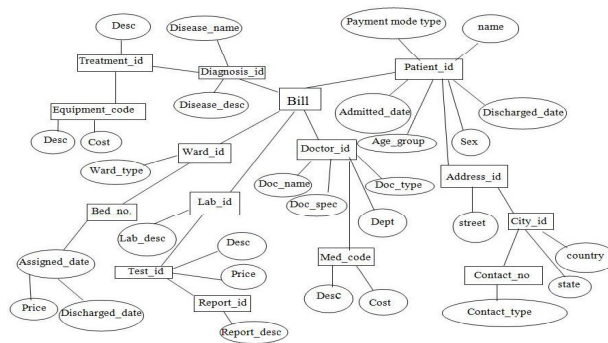 Payment mode type
name
Desc
Disease_name
Treatment_id
Diagnosis_id
Patient_id
Equipment_code
Disease_desc
Bill
Admitted_date
Discharged_date
Desc
Cost
Age_group
Sex
Ward_id
Doctor_id
Ward_type
Doc_name
Doc_type
Address_id
Bed_no.
Lab_id
Doc_spec
Dept
street
City_id
Lab_desc
Desc
country
Assigned_date
Test_id
Price
Med_code
Contact_no
state
Price
Discharged_date
Report_id
Desc
Cost
Contact_type
Report_desc